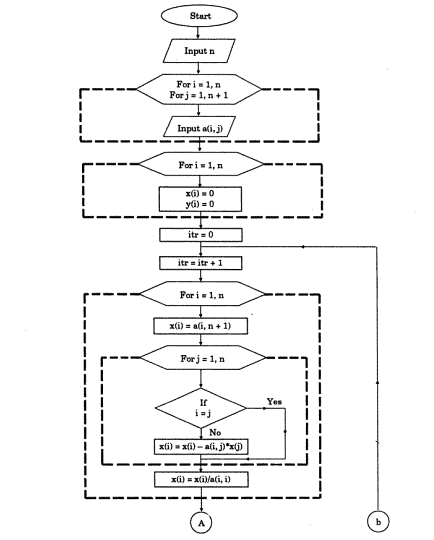 Start
Input n
For i = 1, n
For j = 1, n + 1
Input a(i, j)
For i = 1, n
x(i) = 0
y(i) = 0
itr = 0
itr = itr + 1
For i = 1, n
x(i) = a(i, n + 1)
For j = 1, n
If
i = j
Yes
No
x(i) = x(i) – a(i, j)*x(j)
x(i) = x(i)/a(i, i)
A
b